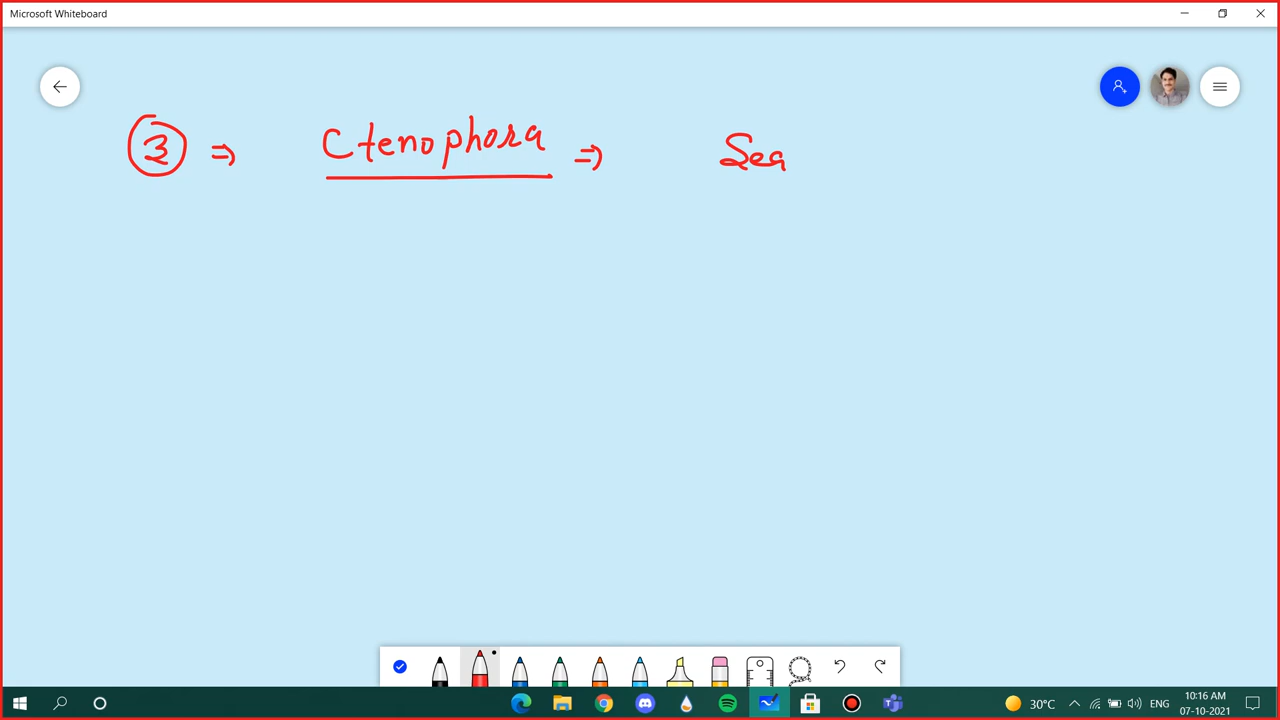 Microsoft Whiteboard
3 ⇒ Ctenophora ⇒ Sea
30°C ENG 10:16 AM
07-10-2021